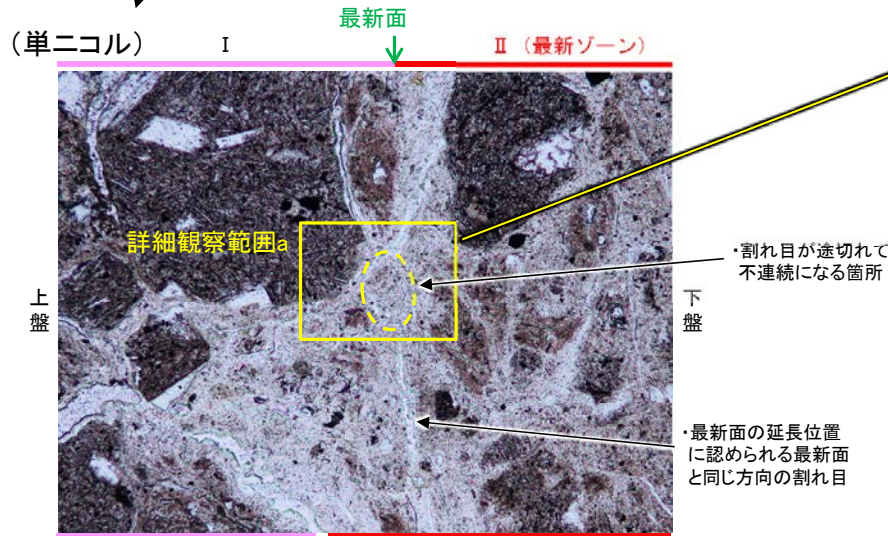 最新面
(単ニコル)
Ⅰ
Ⅱ(最新ゾーン)
詳細観察範囲a
上
盤
下
盤
・割れ目が途切れて
不連続になる箇所
・最新面の延長位置
に認められる最新面
と同じ方向の割れ目